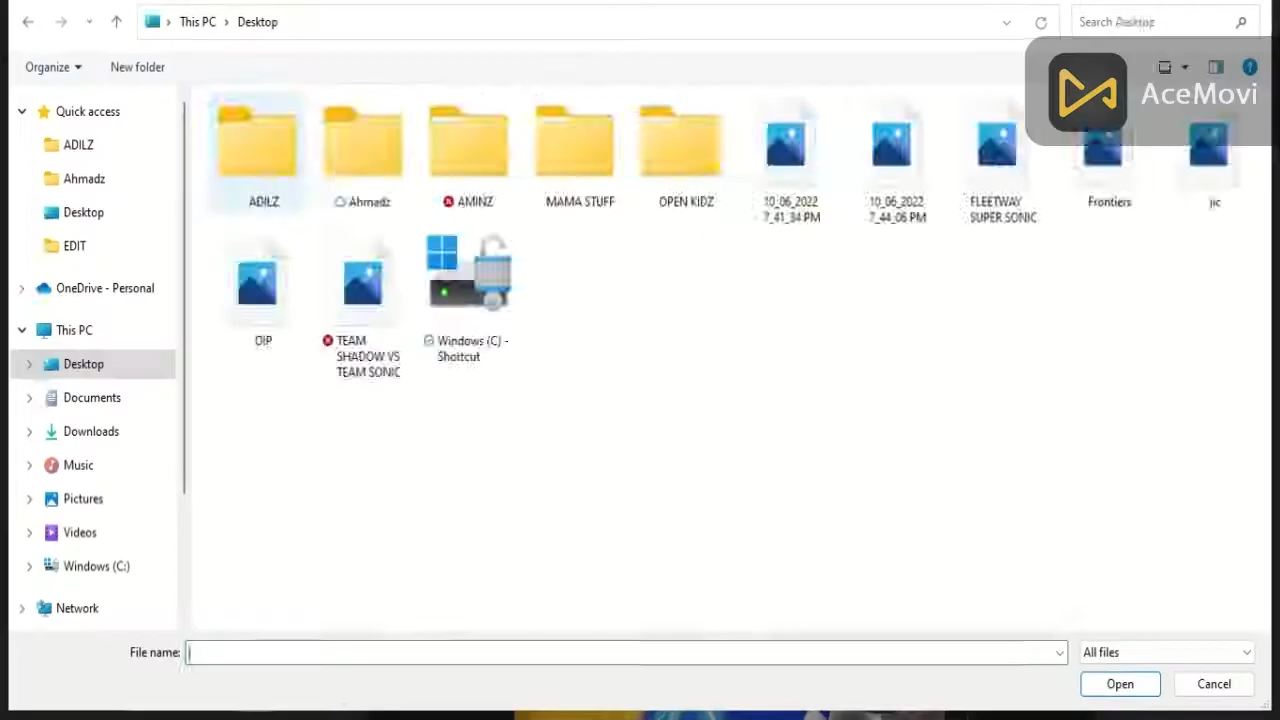 This PC > Desktop
Search Desktop
Organize
New folder
AceMovi
Quick access
ADILZ
Ahmadz
Desktop
EDIT
OneDrive - Personal
This PC
Desktop
Documents
Downloads
Music
Pictures
Videos
Windows (C:)
Network
ADILZ
Ahmadz
AMINZ
MAMA STUFF
OPEN KIDZ
10_06_2022
7_41_34 PM
10_06_2022
7_44_06 PM
FLEETWAY
SUPER SONIC
Frontiers
jic
OIP
TEAM
SHADOW VS
TEAM SONIC
Windows (C) -
Shortcut
File name:
All files
Open
Cancel